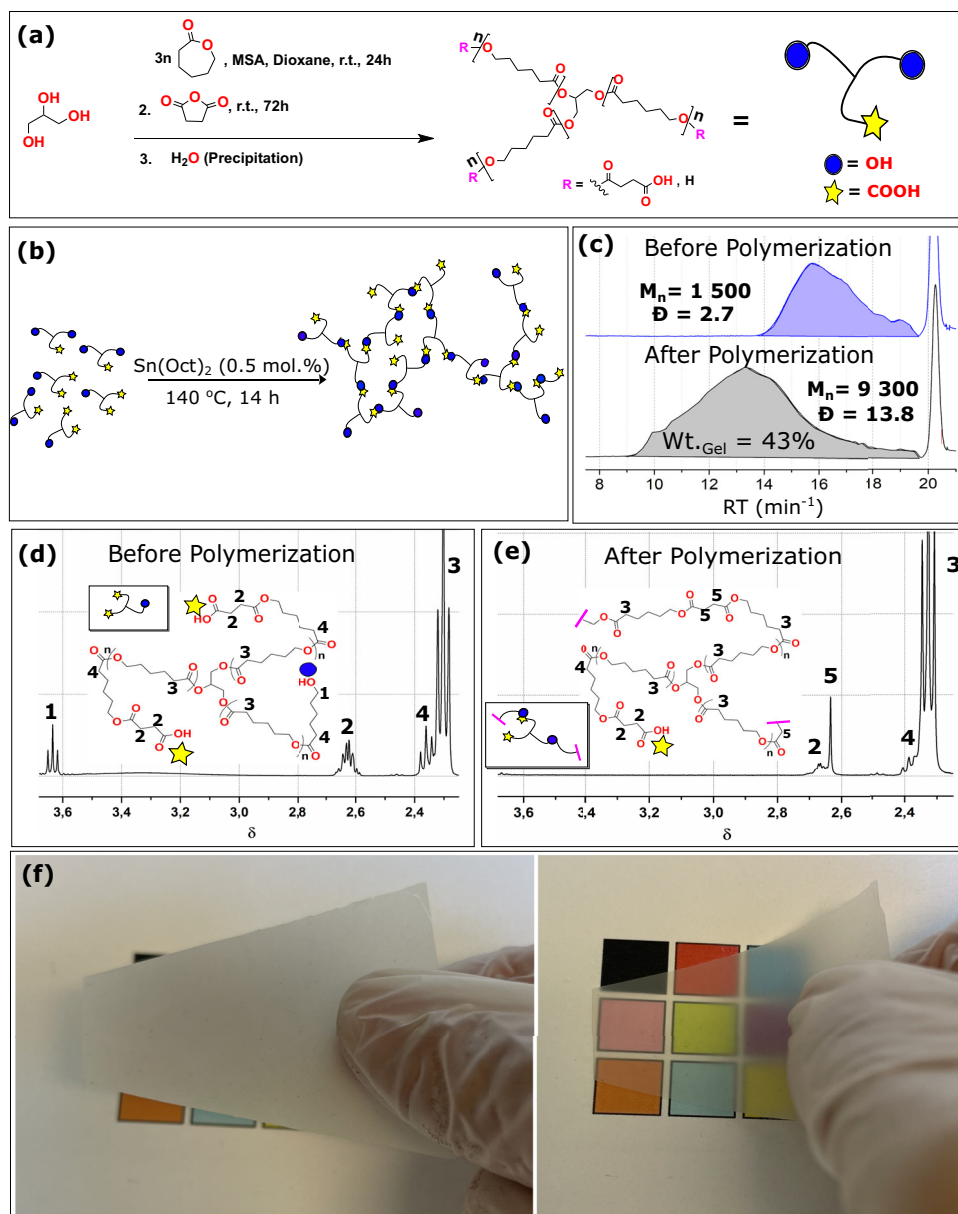 (a)
3n
O
O
, MSA, Dioxane, r.t., 24h
OH
OH
OH
2.
O
O
O
, r.t., 72h
3. H₂O (Precipitation)
R = O OH , H
O
=
= OH
= COOH
(b)
Sn(Oct)₂ (0.5 mol.%)
140 °C, 14 h
(c)
Before Polymerization
Mₙ= 1 500
Đ = 2.7
After Polymerization
Mₙ= 9 300
Đ = 13.8
Wt.Gel = 43%
8 10 12 14 16 18 20
RT (min⁻¹)
(d)
Before Polymerization
1 2 4 3
3,6 3,4 3,2 3,0 2,8 2,6 2,4
δ
(e)
After Polymerization
2 5 4 3
3,6 3,4 3,2 3,0 2,8 2,6 2,4
δ
(f)